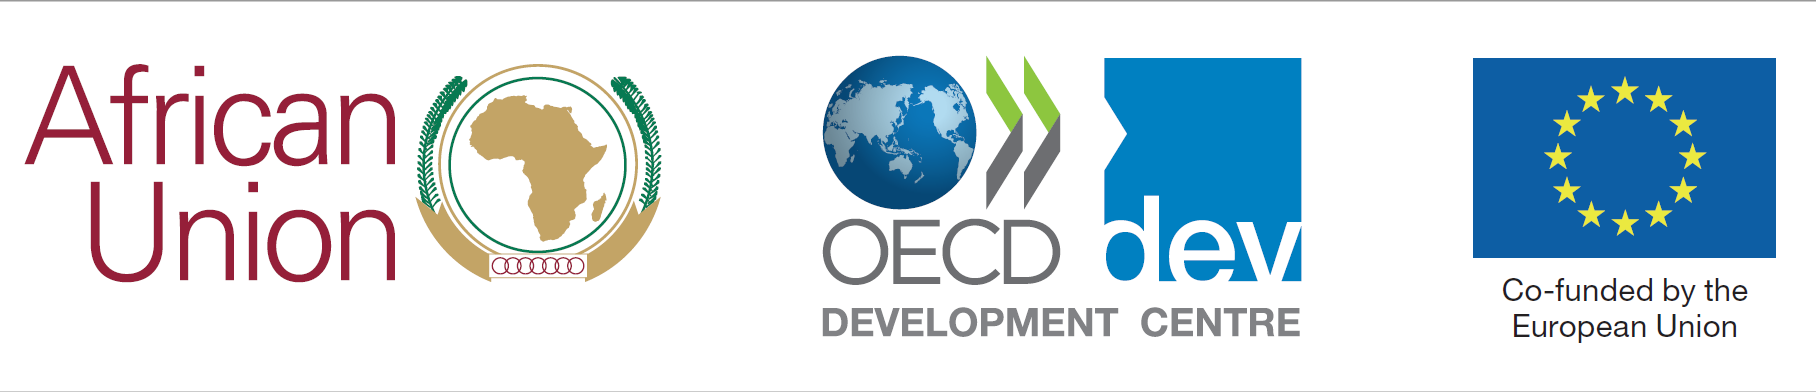 African
Union
OECD
dev
DEVELOPMENT CENTRE
Co-funded by the
European Union